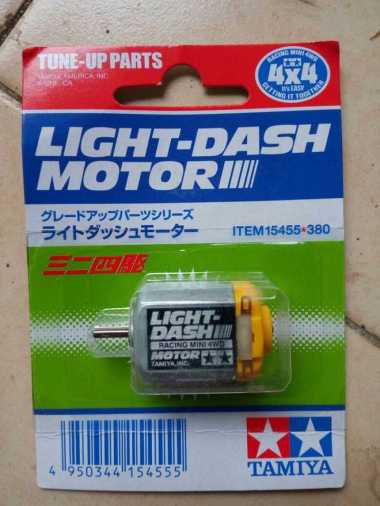 TUNE-UP PARTS
TAMIYA AMERICA, INC.
RACING MINI 4WD
4x4
It's EASY
GETTING IT TOGETHER
LIGHT-DASH
MOTOR
グレードアップパーツシリーズ
ライトダッシュモーター
ITEM15455*380
ミニ四駆
LIGHT-
DASH
RACING MINI 4WD
MOTOR
TAMIYA, INC.
4 950344 154555
TAMIYA